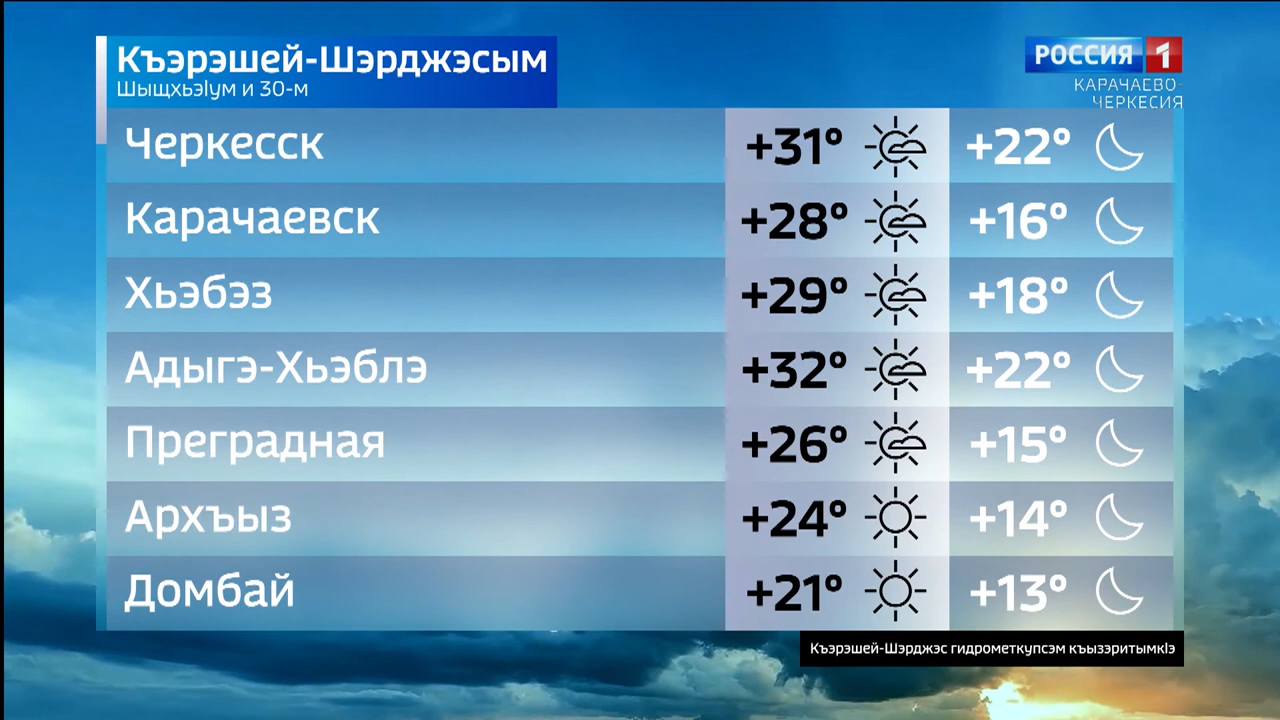 Къэрэшей-Шэрджэсым
Шыщхьэӏум и 30-м
РОССИЯ 1
КАРАЧАЕВО-
ЧЕРКЕСИЯ
Черкесск +31° +22°
Карачаевск +28° +16°
Хьэбэз +29° +18°
Адыгэ-Хьэблэ +32° +22°
Преградная +26° +15°
Архъыз +24° +14°
Домбай +21° +13°
Къэрэшей-Шэрджэс гидрометкупсэм къызэритымкӏэ